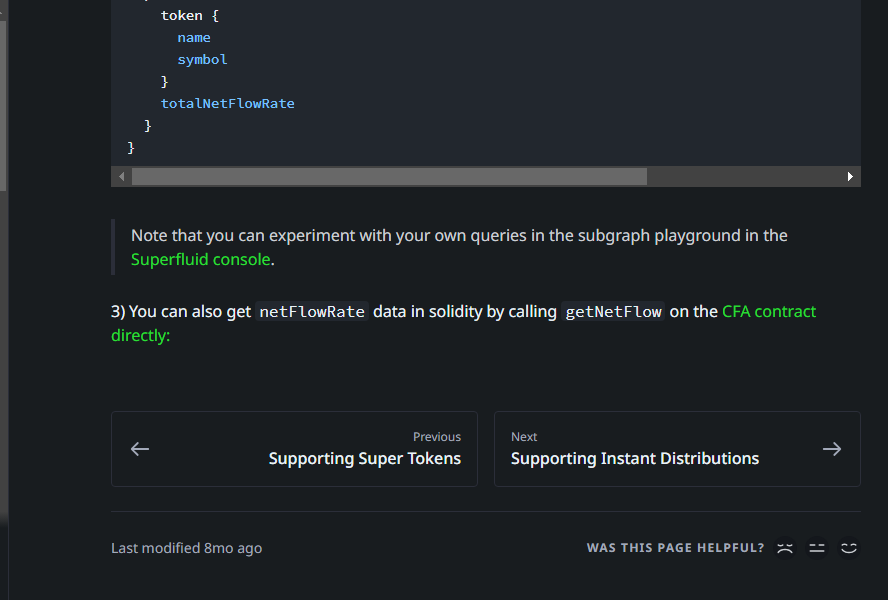 token {
name
symbol
}
totalNetFlowRate
}
}
Note that you can experiment with your own queries in the subgraph playground in the
Superfluid console.
3) You can also get netFlowRate data in solidity by calling getNetFlow on the CFA contract
directly:
Previous
Supporting Super Tokens
Next
Supporting Instant Distributions
Last modified 8mo ago
WAS THIS PAGE HELPFUL?